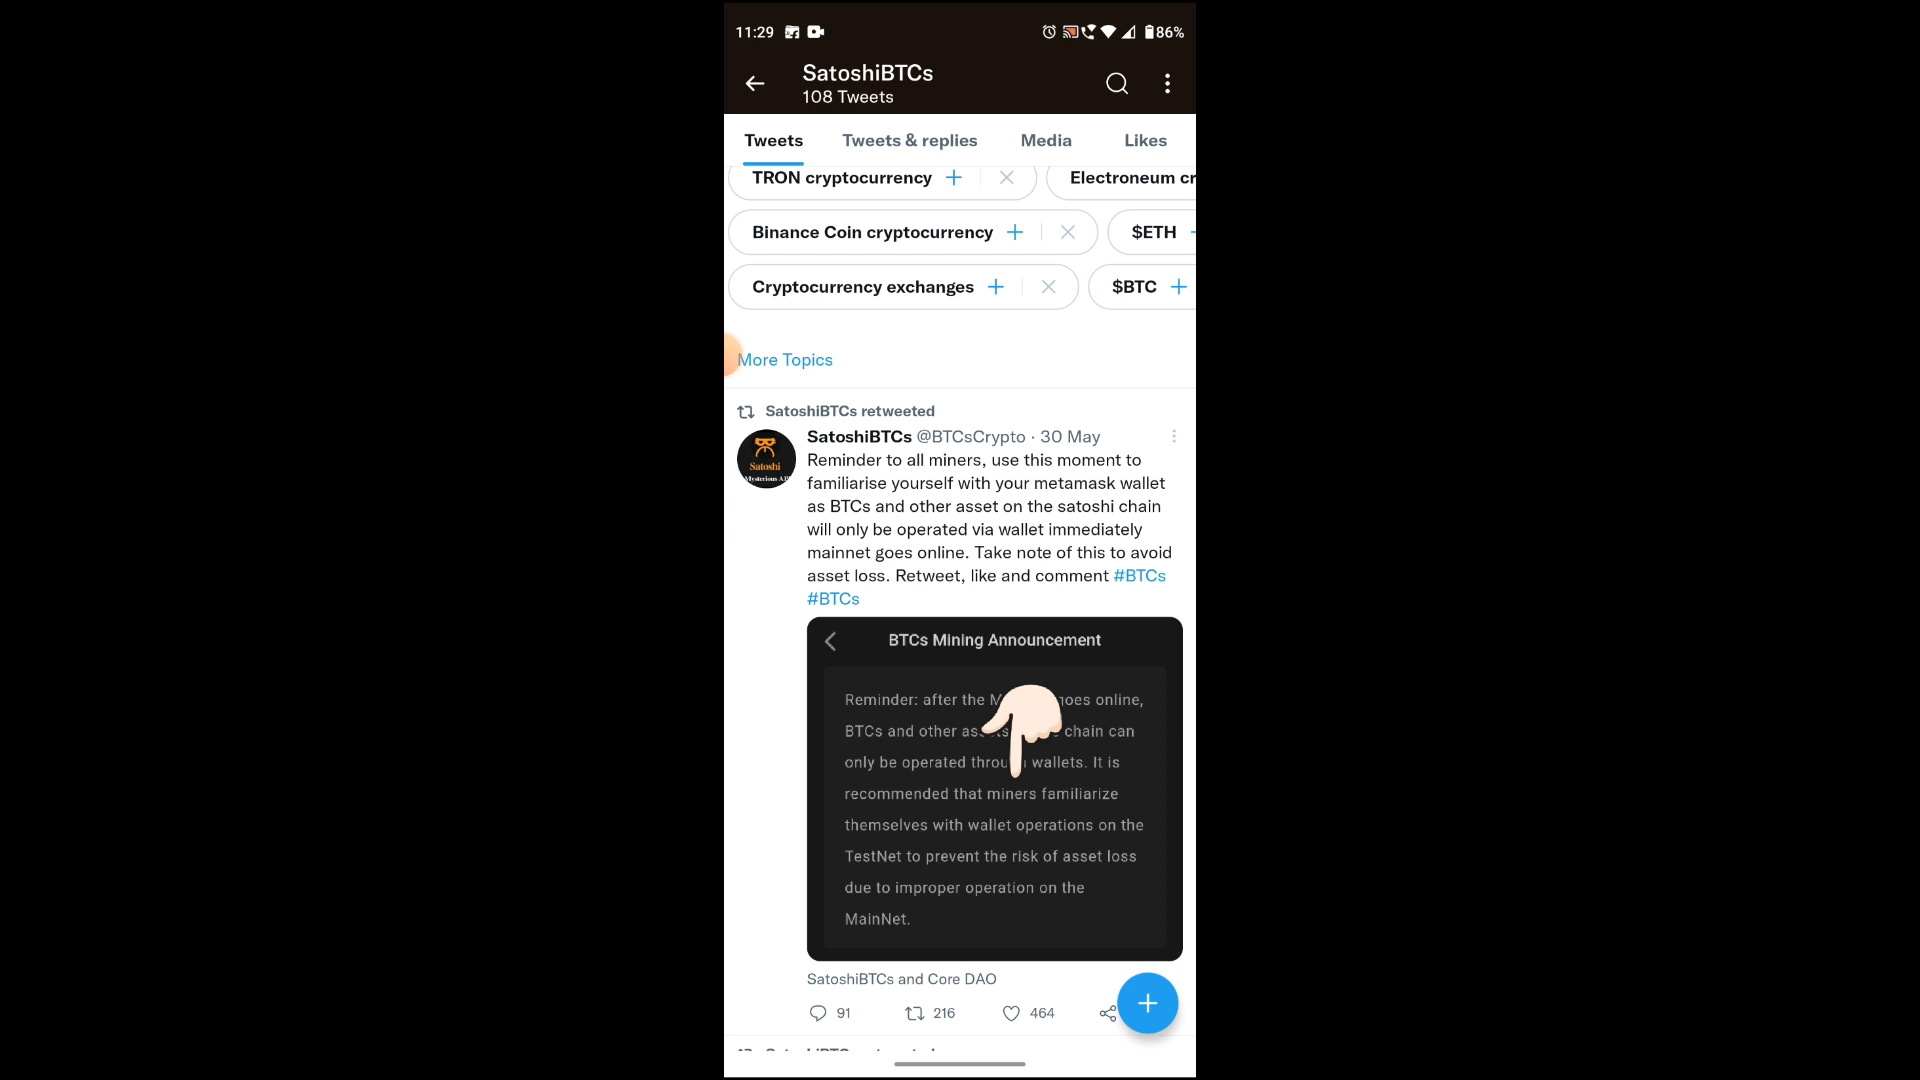 11:29
86%
SatoshiBTCs
108 Tweets
Tweets Tweets & replies Media Likes
TRON cryptocurrency Electroneum cr
Binance Coin cryptocurrency $ETH
Cryptocurrency exchanges $BTC
More Topics
SatoshiBTCs retweeted
SatoshiBTCs @BTCsCrypto · 30 May
Reminder to all miners, use this moment to
familiarise yourself with your metamask wallet
as BTCs and other asset on the satoshi chain
will only be operated via wallet immediately
mainnet goes online. Take note of this to avoid
asset loss. Retweet, like and comment #BTCs
#BTCs
Satoshi
BTCs Mining Announcement
Reminder: after the goes online,
BTCs and other chain can
only be operated through wallets. It is
recommended that miners familiarize
themselves with wallet operations on the
TestNet to prevent the risk of asset loss
due to improper operation on the
MainNet.
SatoshiBTCs and Core DAO
91 216 464